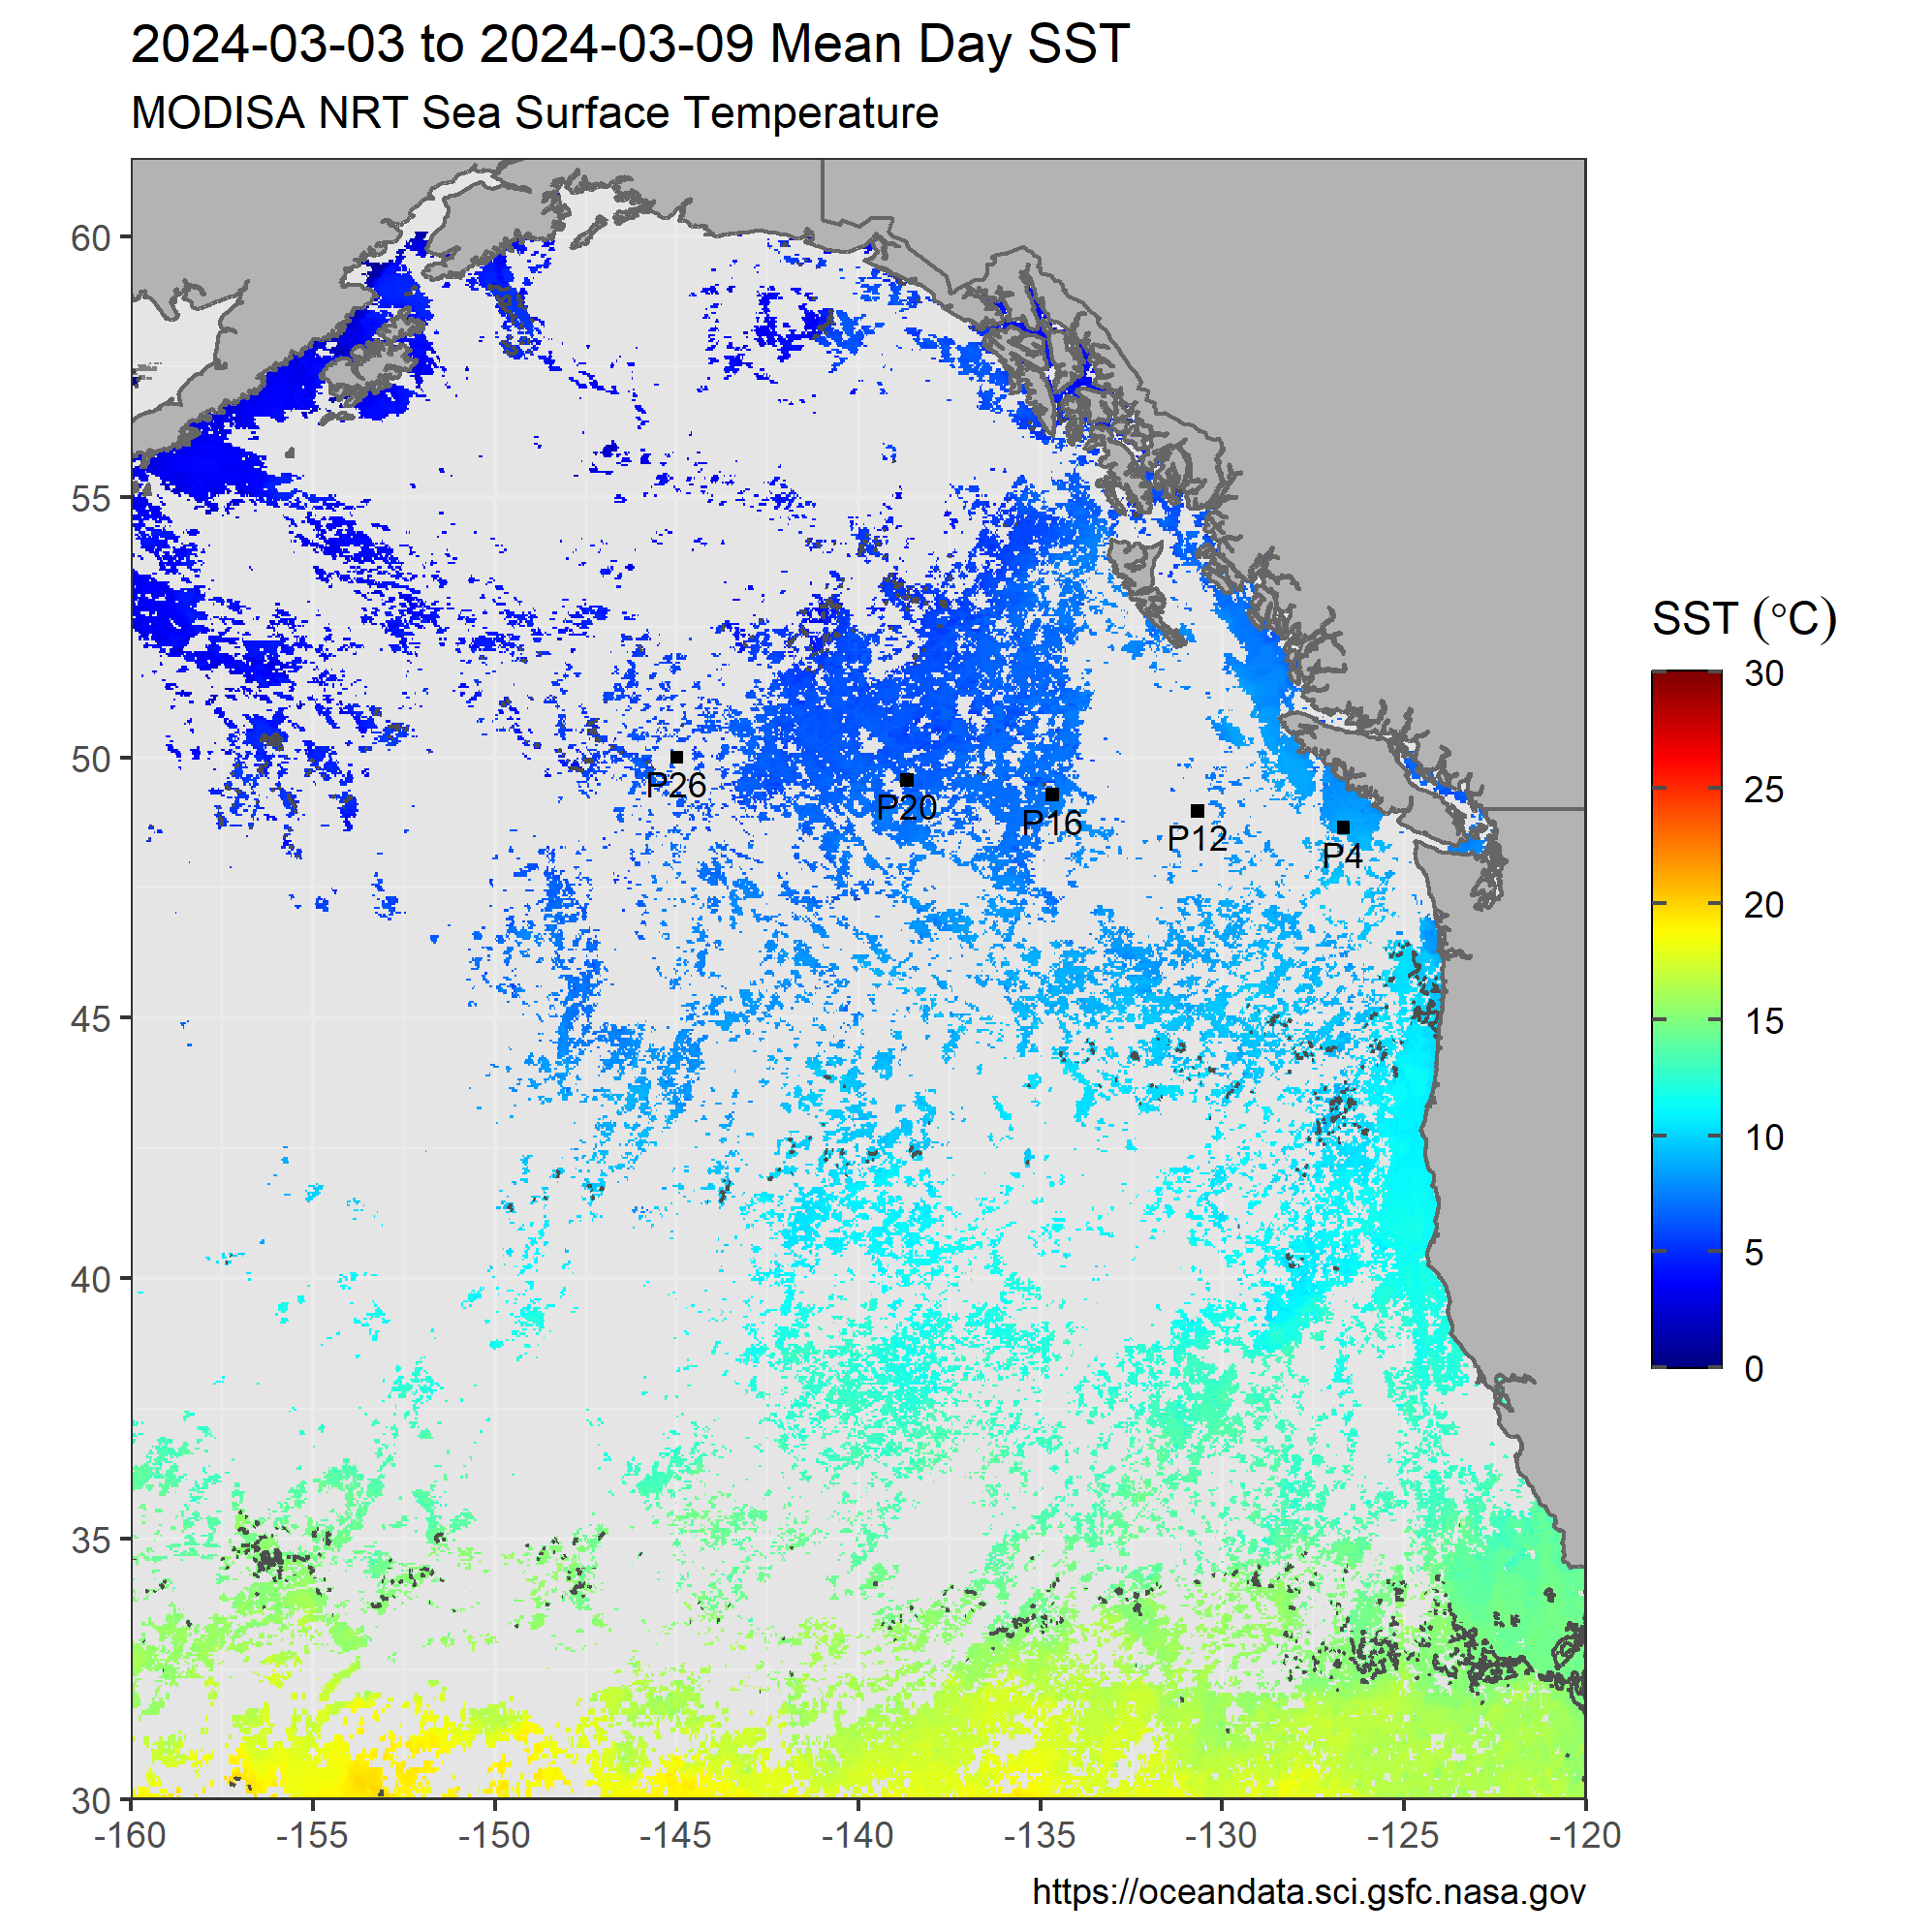 2024-03-03 to 2024-03-09 Mean Day SST
MODISA NRT Sea Surface Temperature
60
55
50
45
40
35
30
-160
-155
-150
-145
-140
-135
-130
-125
-120
P26
P20
P16
P12
P4
SST (°C)
30
25
20
15
10
5
0
https://oceandata.sci.gsfc.nasa.gov